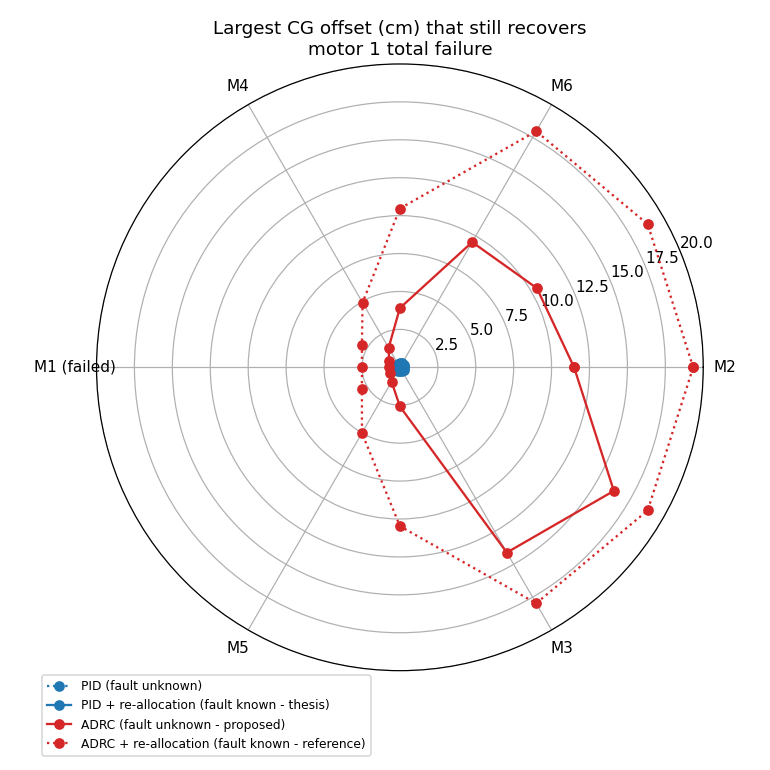 Largest CG offset (cm) that still recovers
motor 1 total failure
M4
M6
20.0
17.5
15.0
12.5
10.0
7.5
5.0
2.5
M1 (failed)
M2
M5
M3
PID (fault unknown)
PID + re-allocation (fault known - thesis)
ADRC (fault unknown - proposed)
ADRC + re-allocation (fault known - reference)